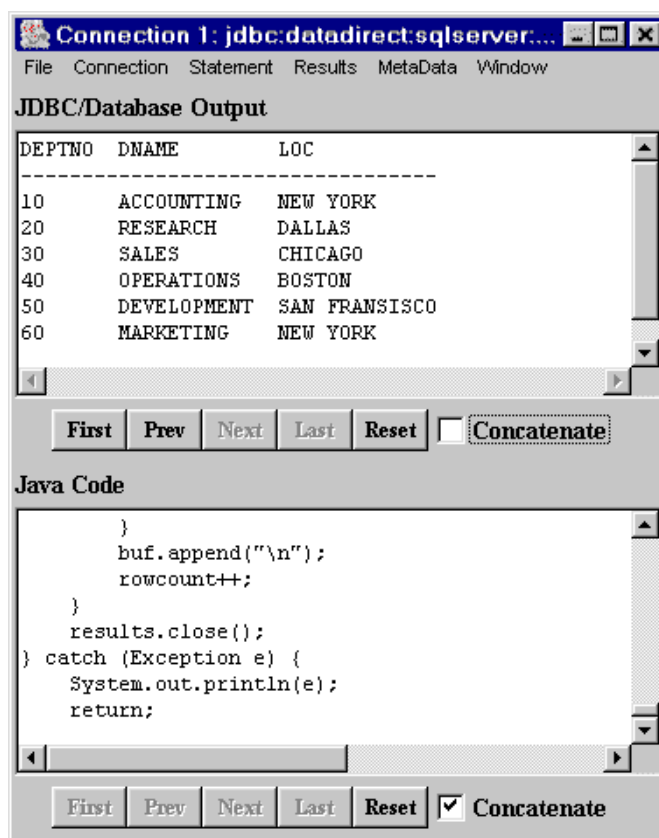 Connection 1: jdbc:datadirect:sqlserver:...
File Connection Statement Results MetaData Window
JDBC/Database Output
DEPTNO DNAME LOC
-----------------------------------
10 ACCOUNTING NEW YORK
20 RESEARCH DALLAS
30 SALES CHICAGO
40 OPERATIONS BOSTON
50 DEVELOPMENT SAN FRANSISCO
60 MARKETING NEW YORK
First Prev Next Last Reset Concatenate
Java Code
}
buf.append("\n");
rowcount++;
}
results.close();
} catch (Exception e) {
System.out.println(e);
return;
First Prev Next Last Reset Concatenate